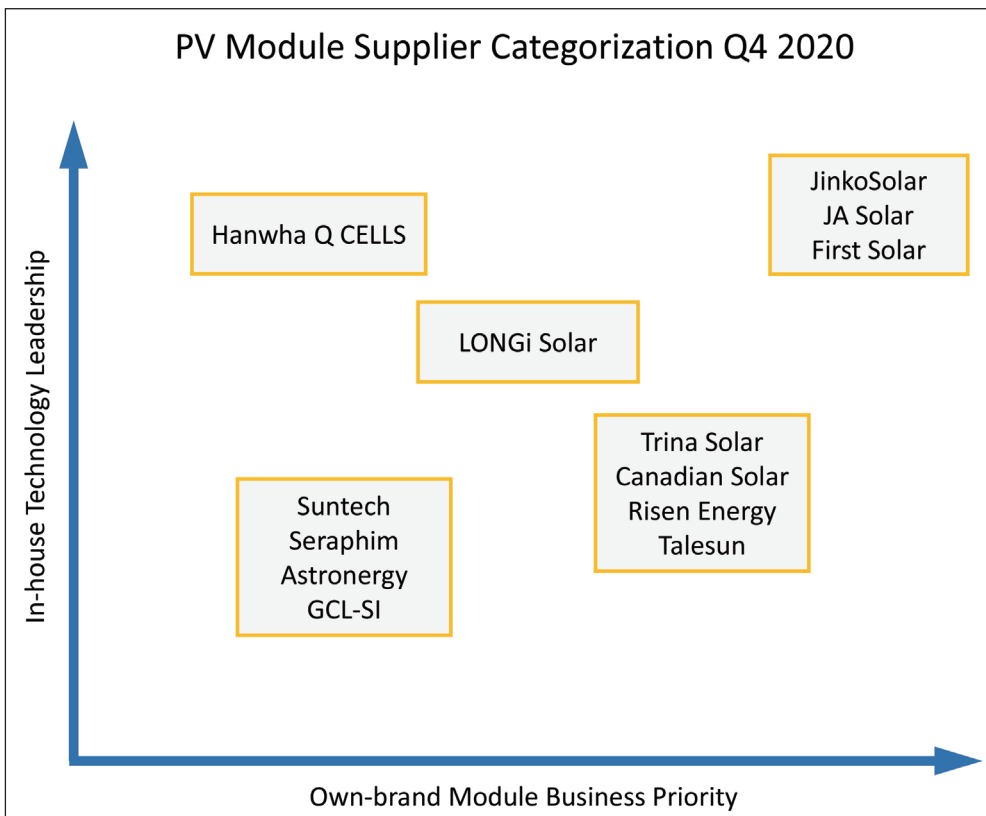 PV Module Supplier Categorization Q4 2020
In-house Technology Leadership
Hanwha Q CELLS
JinkoSolar
JA Solar
First Solar
LONGi Solar
Trina Solar
Canadian Solar
Risen Energy
Talesun
Suntech
Seraphim
Astronergy
GCL-SI
Own-brand Module Business Priority